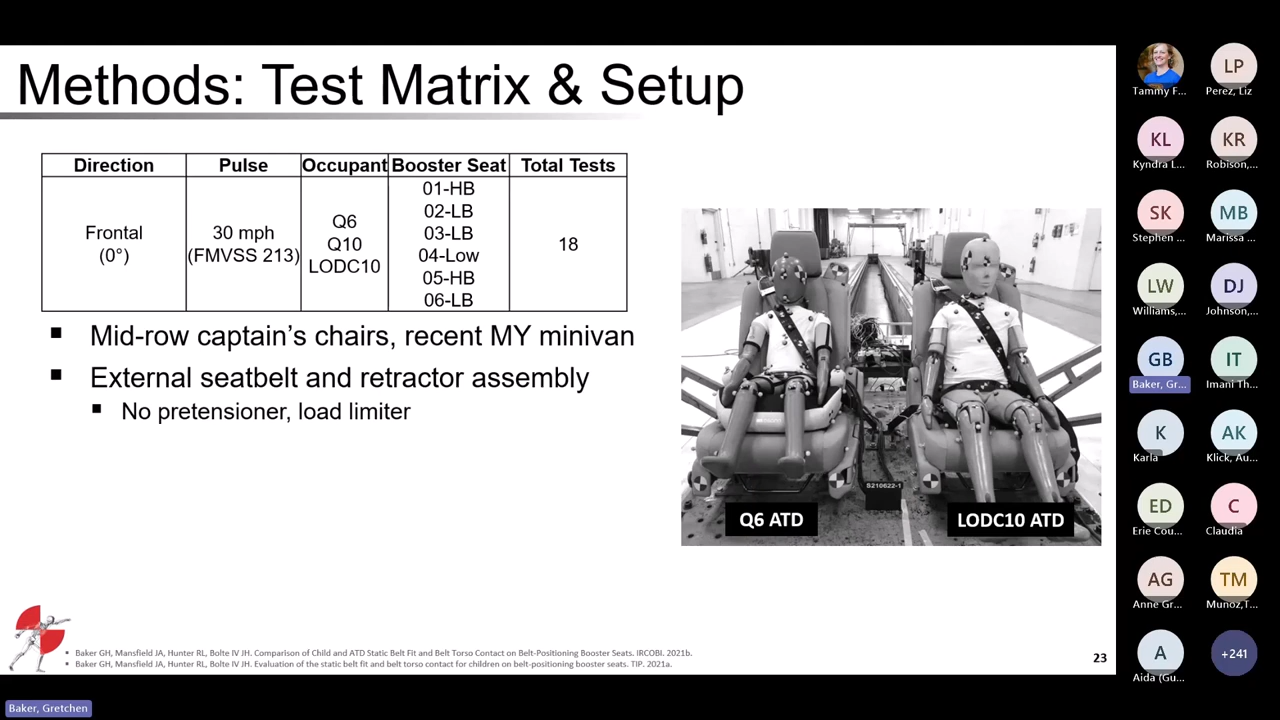 Methods: Test Matrix & Setup
Direction Pulse Occupant Booster Seat Total Tests
Frontal
(0°)
30 mph
(FMVSS 213)
Q6
Q10
LODC10
01-HB
02-LB
03-LB
04-Low
05-HB
06-LB
18
Mid-row captain's chairs, recent MY minivan
External seatbelt and retractor assembly
No pretensioner, load limiter
S210622-1
Q6 ATD
LODC10 ATD
Baker GH, Mansfield JA, Hunter RL, Bolte IV JH. Comparison of Child and ATD Static Belt Fit and Belt Torso Contact on Belt-Positioning Booster Seats. IRCOBI. 2021b.
Baker GH, Mansfield JA, Hunter RL, Bolte IV JH. Evaluation of the static belt fit and belt torso contact for children on belt-positioning booster seats. TIP. 2021a.
23
Tammy F...
LP
Perez, Liz
KL
Kyndra L...
KR
Robison,...
SK
Stephen ...
MB
Marissa ...
LW
Williams,...
DJ
Johnson,...
GB
Baker, Gr...
IT
Imani Th...
K
Karla
AK
Klick, Au...
ED
Erie Cou...
C
Claudia
AG
Anne Gr...
TM
Munoz,T...
A
Aida (Gu...
+241
Baker, Gretchen